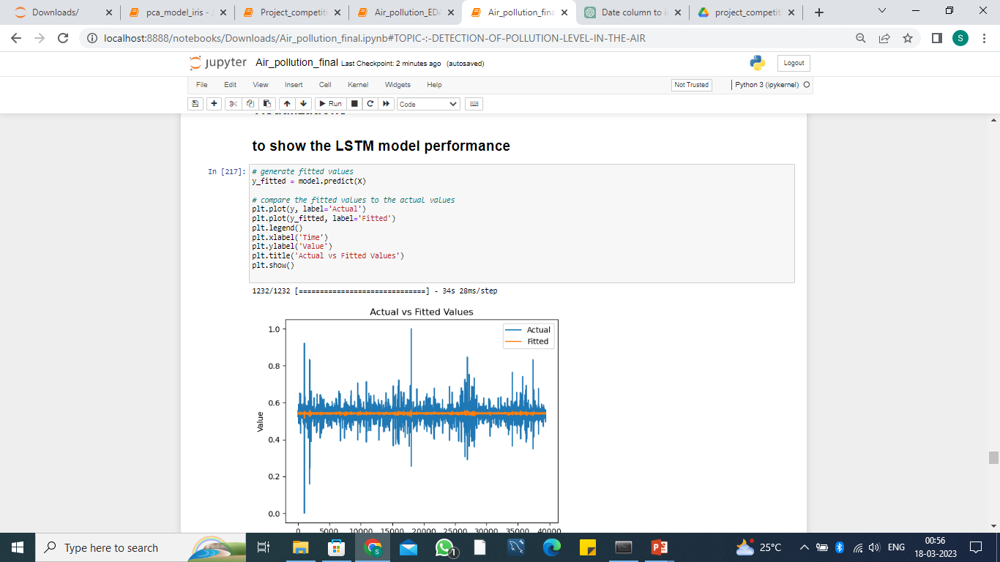 Downloads/
pca_model_iris - J
Project_competiti
Air_pollution_EDA
Air_pollution_fina
Date column to i
project_competit
localhost:8888/notebooks/Downloads/Air_pollution_final.ipynb#TOPIC-:-DETECTION-OF-POLLUTION-LEVEL-IN-THE-AIR
S
jupyter Air_pollution_final Last Checkpoint: 2 minutes ago (autosaved)
Logout
File Edit View Insert Cell Kernel Widgets Help
Not Trusted
Python 3 (ipykernel)
Run
Code
to show the LSTM model performance
In [217]:
# generate fitted values
y_fitted = model.predict(X)
# compare the fitted values to the actual values
plt.plot(y, label='Actual')
plt.plot(y_fitted, label='Fitted')
plt.legend()
plt.xlabel('Time')
plt.ylabel('Value')
plt.title('Actual vs Fitted Values')
plt.show()
1232/1232 [==============================] - 34s 28ms/step
Actual vs Fitted Values
Actual
Fitted
1.0
0.8
0.6
0.4
0.2
0.0
Value
0 5000 10000 15000 20000 25000 30000 35000 40000
Type here to search
1
25°C
ENG
00:56
18-03-2023